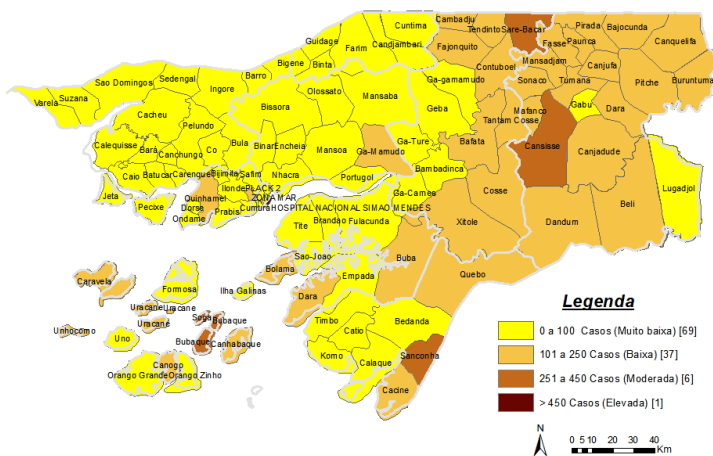 Cambadju
Cuntima
Tendinto
Sare-Bacar
Pirada
Bajocunda
Guidage
Farim
Candjambari
Fajonquito
Fasse
Paunca
Canquelifa
Bigene
Binta
Contuboel
Mansadjam
Canjufa
Barro
Sao Domingos
Sedengal
Ingore
Olossato
Mansaba
Ga-gamamudo
Sonaco
Tumana
Pitche
Buruntuma
Varela
Suzana
Bissora
Geba
Mafanco
Gabu
Dara
Cacheu
Pelundo
Tantam Cosse
Calequisse
Bará
Canchungo
Co
Bula
Binar
Encheia
Mansoa
Ga-Mamudo
Ga-Ture
Bafata
Cansisse
Canjadude
Caio
Batucar
Carenque
Bijimita
Safim
Nhacra
Portugol
Bambadinca
Lugadjol
Jeta
Pecixe
Quinhamel
Ilonde
PLACK 2
ZONA MAR
Ga-Carnes
Cosse
Beli
Dorse
Ondame
Prabis
Cumura
HOSPITAL NACIONAL SIMAO MENDES
Tite
Brandao
Fulacunda
Xitole
Dandum
Sao-Joao
Buba
Bolama
Empada
Quebo
Caravela
Formosa
Ilha Galinas
Dara
Uracane
Uracane
Soga
Bubaque
Timbo
Bedanda
Unhocomo
Uracane
Catio
Uno
Bubaque
Canhabaque
Komo
Calaque
Sanconha
Canogo
Orango Grande
Orango Zinho
Cacine
Legenda
0 a 100 Casos (Muito baixa) [69]
101 a 250 Casos (Baixa) [37]
251 a 450 Casos (Moderada) [6]
> 450 Casos (Elevada) [1]
N
0 5 10 20 30 40
Km